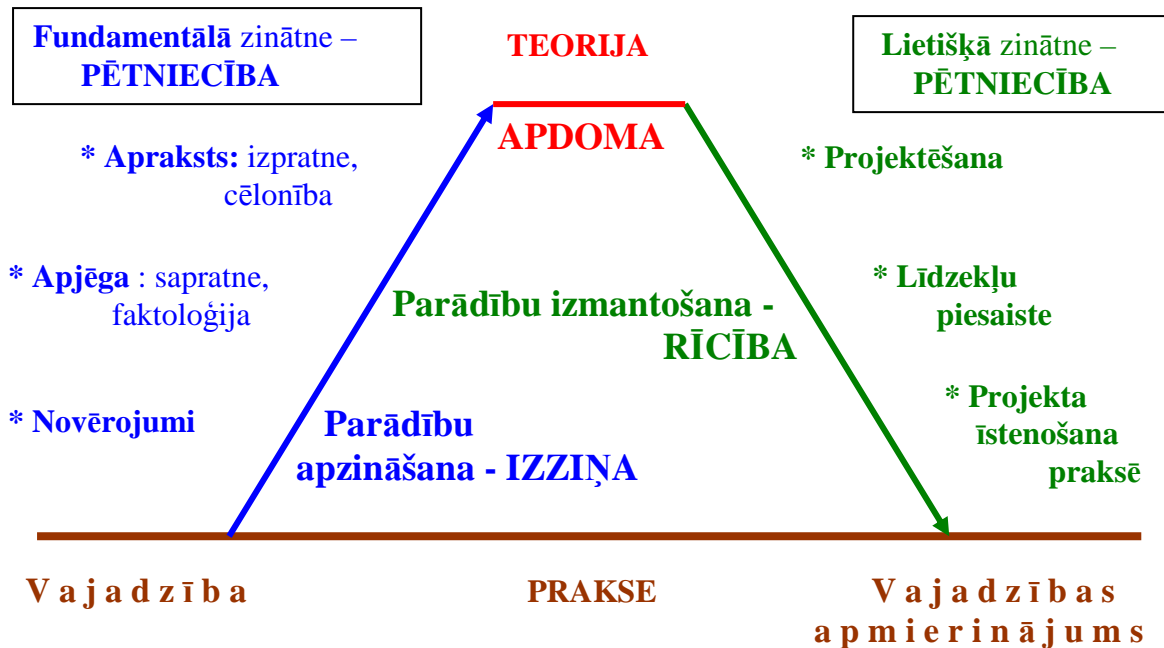 Fundamentālā zinātne –
PĒTNIECĪBA
TEORIJA
Lietišķā zinātne –
PĒTNIECĪBA
APDOMA
* Apraksts: izpratne,
cēlonība
* Projektēšana
* Apjēga : sapratne,
faktoloģija
* Līdzekļu
piesaiste
Parādību izmantošana -
RĪCĪBA
* Novērojumi
Parādību
apzināšana - IZZIŅA
* Projekta
īstenošana
praksē
V a j a d z ī b a
PRAKSE
V a j a d z ī b a s
a p m i e r i n ā j u m s